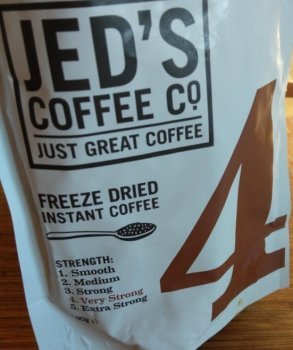 JED'S
COFFEE CO.
JUST GREAT COFFEE
4
FREEZE DRIED
INSTANT COFFEE
STRENGTH:
1. Smooth
2. Medium
3. Strong
4. Very Strong
5. Extra Strong